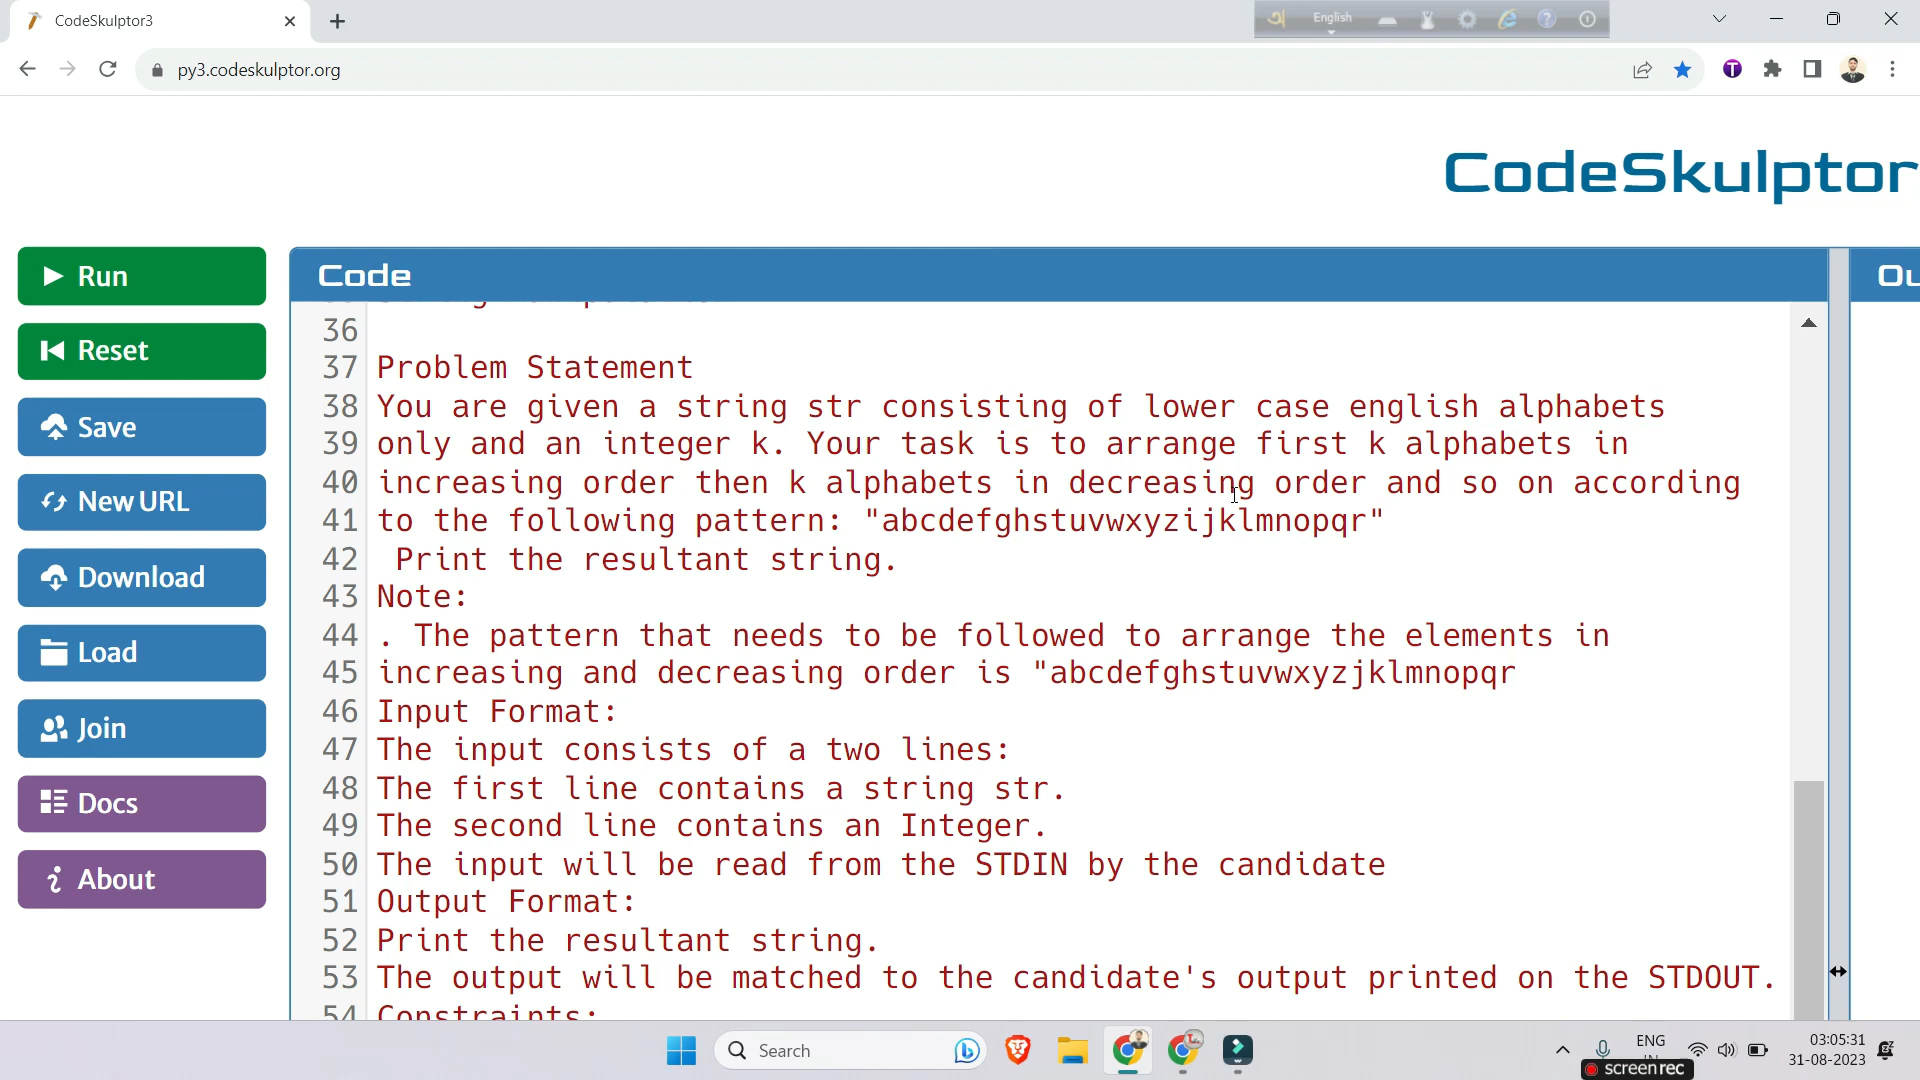 CodeSkulptor3
English
py3.codeskulptor.org
CodeSkulptor
Run
Reset
Save
New URL
Download
Load
Join
Docs
About
Code
Ou
36
37 Problem Statement
38 You are given a string str consisting of lower case english alphabets
39 only and an integer k. Your task is to arrange first k alphabets in
40 increasing order then k alphabets in decreasing order and so on according
41 to the following pattern: "abcdefghstuvwxyzijklmnopqr"
42 Print the resultant string.
43 Note:
44 . The pattern that needs to be followed to arrange the elements in
45 increasing and decreasing order is "abcdefghstuvwxyzjklmnopqr
46 Input Format:
47 The input consists of a two lines:
48 The first line contains a string str.
49 The second line contains an Integer.
50 The input will be read from the STDIN by the candidate
51 Output Format:
52 Print the resultant string.
53 The output will be matched to the candidate's output printed on the STDOUT.
54 Constraints:
Search
ENG
03:05:31
31-08-2023
screenrec